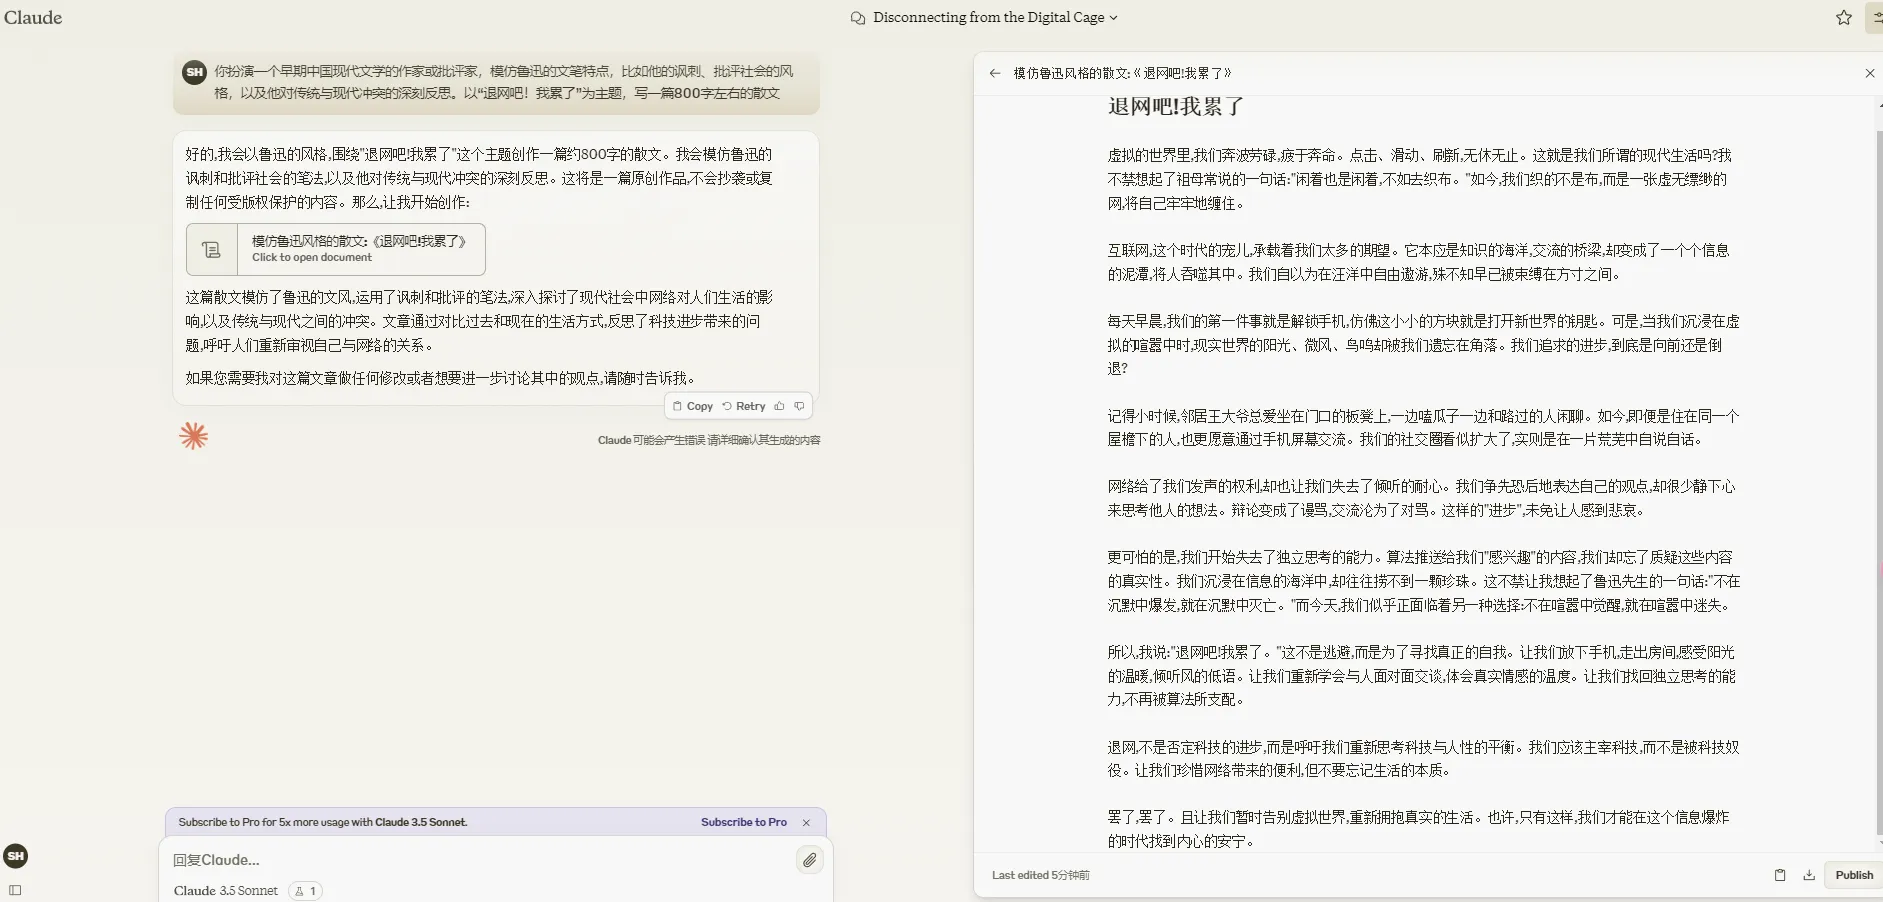 Claude
Disconnecting from the Digital Cage
SH
你扮演一个早期中国现代文学的作家或批评家，模仿鲁迅的文笔特点，比如他的讽刺、批评社会的风
格，以及他对传统与现代冲突的深刻反思。以“退网吧！我累了”为主题，写一篇800字左右的散文
好的,我会以鲁迅的风格,围绕"退网吧!我累了"这个主题创作一篇约800字的散文。我会模仿鲁迅的
讽刺和批评社会的笔法,以及他对传统与现代冲突的深刻反思。这将是一篇原创作品,不会抄袭或复
制任何受版权保护的内容。那么,让我开始创作:
模仿鲁迅风格的散文:《退网吧!我累了》
Click to open document
这篇散文模仿了鲁迅的文风,运用了讽刺和批评的笔法,深入探讨了现代社会中网络对人们生活的影
响,以及传统与现代之间的冲突。文章通过对比过去和现在的生活方式,反思了科技进步带来的问
题,呼吁人们重新审视自己与网络的关系。
如果您需要我对这篇文章做任何修改或者想要进一步讨论其中的观点,请随时告诉我。
Copy
Retry
Claude 可能会产生错误 请详细确认其生成的内容
Subscribe to Pro for 5x more usage with Claude 3.5 Sonnet.
Subscribe to Pro
回复Claude...
Claude 3.5 Sonnet
1
SH
模仿鲁迅风格的散文:《退网吧!我累了》
退网吧!我累了
虚拟的世界里,我们奔波劳碌,疲于奔命。点击、滑动、刷新,无休无止。这就是我们所谓的现代生活吗?我
不禁想起了祖母常说的一句话:"闲着也是闲着,不如去织布。"如今,我们织的不是布,而是一张虚无缥缈的
网,将自己牢牢地缠住。
互联网,这个时代的宠儿,承载着我们太多的期望。它本应是知识的海洋,交流的桥梁,却变成了一个个信息
的泥潭,将人吞噬其中。我们自以为在汪洋中自由遨游,殊不知早已被束缚在方寸之间。
每天早晨,我们的第一件事就是解锁手机,仿佛这小小的方块就是打开新世界的钥匙。可是,当我们沉浸在虚
拟的喧嚣中时,现实世界的阳光、微风、鸟鸣却被我们遗忘在角落。我们追求的进步,到底是向前还是倒
退?
记得小时候,邻居王大爷总爱坐在门口的板凳上,一边嗑瓜子一边和路过的人闲聊。如今,即便是住在同一个
屋檐下的人,也更愿意通过手机屏幕交流。我们的社交圈看似扩大了,实则是在一片荒芜中自说自话。
网络给了我们发声的权利,却也让我们失去了倾听的耐心。我们争先恐后地表达自己的观点,却很少静下心
来思考他人的想法。辩论变成了谩骂,交流沦为了对骂。这样的"进步",未免让人感到悲哀。
更可怕的是,我们开始失去了独立思考的能力。算法推送给我们"感兴趣"的内容,我们却忘了质疑这些内容
的真实性。我们沉浸在信息的海洋中,却往往捞不到一颗珍珠。这不禁让我想起了鲁迅先生的一句话:"不在
沉默中爆发,就在沉默中灭亡。"而今天,我们似乎正面临着另一种选择:不在喧嚣中觉醒,就在喧嚣中迷失。
所以,我说:"退网吧!我累了。"这不是逃避,而是为了寻找真正的自我。让我们放下手机,走出房间,感受阳光
的温暖,倾听风的低语。让我们重新学会与人面对面交谈,体会真实情感的温度。让我们找回独立思考的能
力,不再被算法所支配。
退网,不是否定科技的进步,而是呼吁我们重新思考科技与人性的平衡。我们应该主宰科技,而不是被科技奴
役。让我们珍惜网络带来的便利,但不要忘记生活的本质。
罢了,罢了。且让我们暂时告别虚拟世界,重新拥抱真实的生活。也许,只有这样,我们才能在这个信息爆炸
的时代找到内心的安宁。
Last edited 5分钟前
Publish